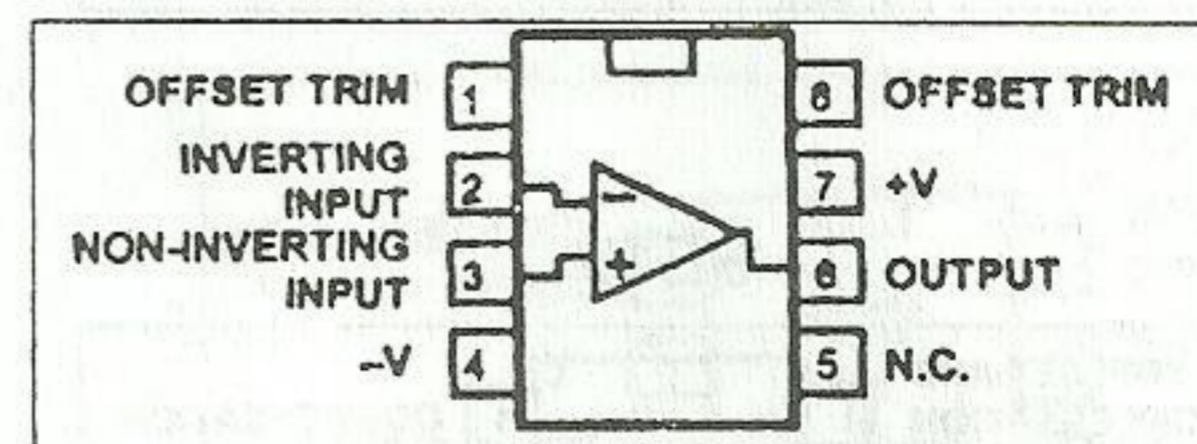 OFFSET TRIM 1
INVERTING
INPUT 2
NON-INVERTING
INPUT 3
-V 4
8 OFFSET TRIM
7 +V
6 OUTPUT
5 N.C.
− 
+